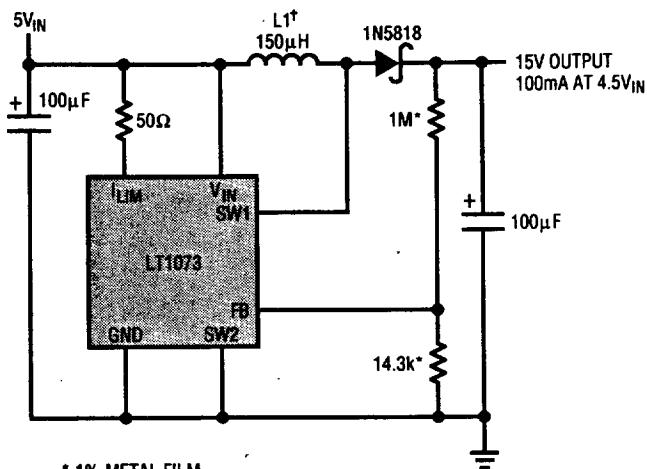 5VIN
L1†
150µH
1N5818
15V OUTPUT
100mA AT 4.5VIN
+
100µF
50Ω
1M*
ILIM
VIN
SW1
+
100µF
LT1073
FB
GND
SW2
14.3k*
* 1% METAL FILM